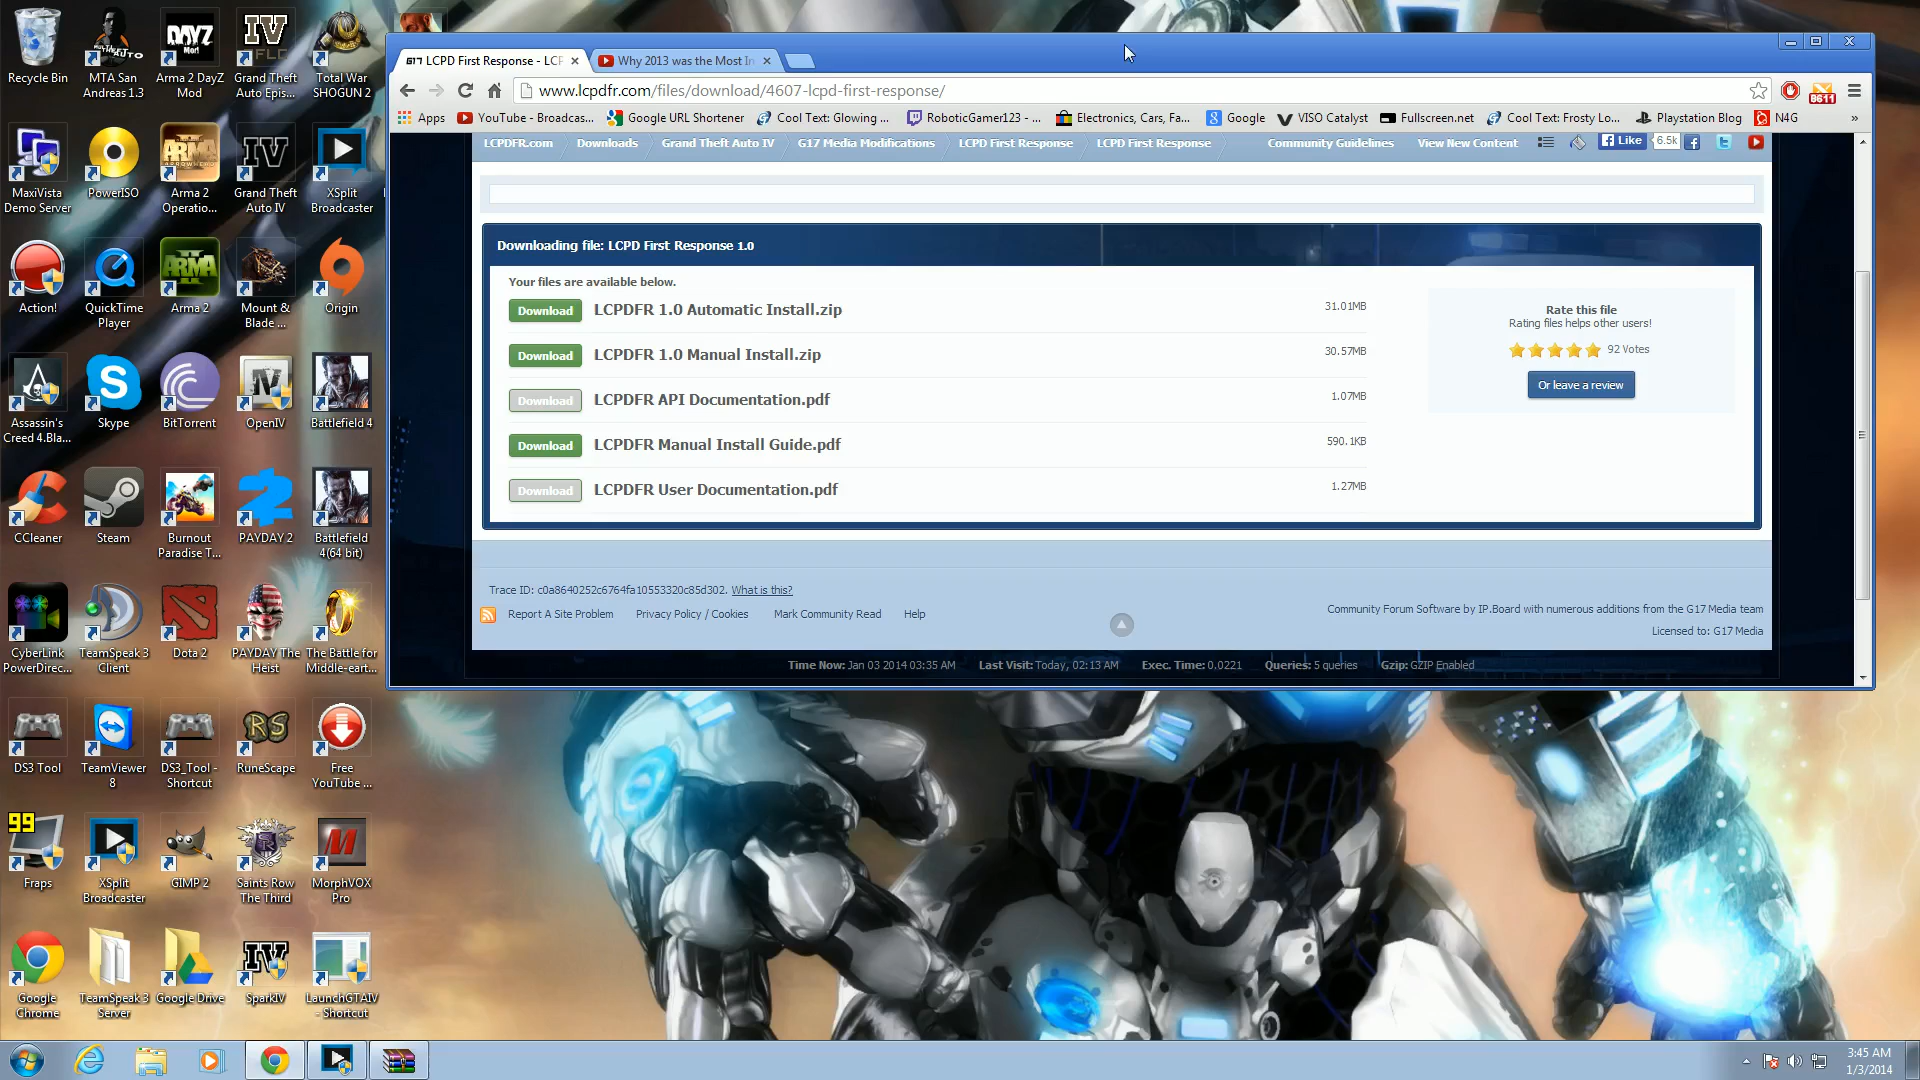 Recycle Bin
MTA San
Andreas 1.3
Arma 2 DayZ
Mod
Grand Theft
Auto Epis...
Total War
SHOGUN 2
MaxiVista
Demo Server
PowerISO
Arma 2
Operatio...
Grand Theft
Auto IV
XSplit
Broadcaster
Action!
QuickTime
Player
Arma 2
Mount &
Blade ...
Origin
Assassin's
Creed 4.Bla...
Skype
BitTorrent
OpenIV
Battlefield 4
CCleaner
Steam
Burnout
Paradise T...
PAYDAY 2
Battlefield
4(64 bit)
CyberLink
PowerDirec...
TeamSpeak 3
Client
Dota 2
PAYDAY The
Heist
The Battle for
Middle-eart...
DS3 Tool
TeamViewer
8
DS3_Tool -
Shortcut
RuneScape
Free
YouTube ...
99
Fraps
XSplit
Broadcaster
GIMP 2
Saints Row
The Third
MorphVOX
Pro
Google
Chrome
TeamSpeak 3
Server
Google Drive
SparkIV
LaunchGTAIV
- Shortcut
G17 LCPD First Response - LCP
Why 2013 was the Most In
www.lcpdfr.com/files/download/4607-lcpd-first-response/
8611
Apps
YouTube - Broadcas...
Google URL Shortener
Cool Text: Glowing ...
RoboticGamer123 - ...
Electronics, Cars, Fa...
Google
VISO Catalyst
Fullscreen.net
Cool Text: Frosty Lo...
Playstation Blog
N4G
LCPDFR.com
Downloads
Grand Theft Auto IV
G17 Media Modifications
LCPD First Response
LCPD First Response
Community Guidelines
View New Content
Like
6.5k
Downloading file: LCPD First Response 1.0
Your files are available below.
Download LCPDFR 1.0 Automatic Install.zip 31.01MB
Download LCPDFR 1.0 Manual Install.zip 30.57MB
Download LCPDFR API Documentation.pdf 1.07MB
Download LCPDFR Manual Install Guide.pdf 590.1KB
Download LCPDFR User Documentation.pdf 1.27MB
Rate this file
Rating files helps other users!
92 Votes
Or leave a review
Trace ID: c0a8640252c6764fa10553320c85d302. What is this?
Report A Site Problem
Privacy Policy / Cookies
Mark Community Read
Help
Community Forum Software by IP.Board with numerous additions from the G17 Media team
Licensed to: G17 Media
Time Now: Jan 03 2014 03:35 AM
Last Visit: Today, 02:13 AM
Exec. Time: 0.0221
Queries: 5 queries
Gzip: GZIP Enabled
3:45 AM
1/3/2014